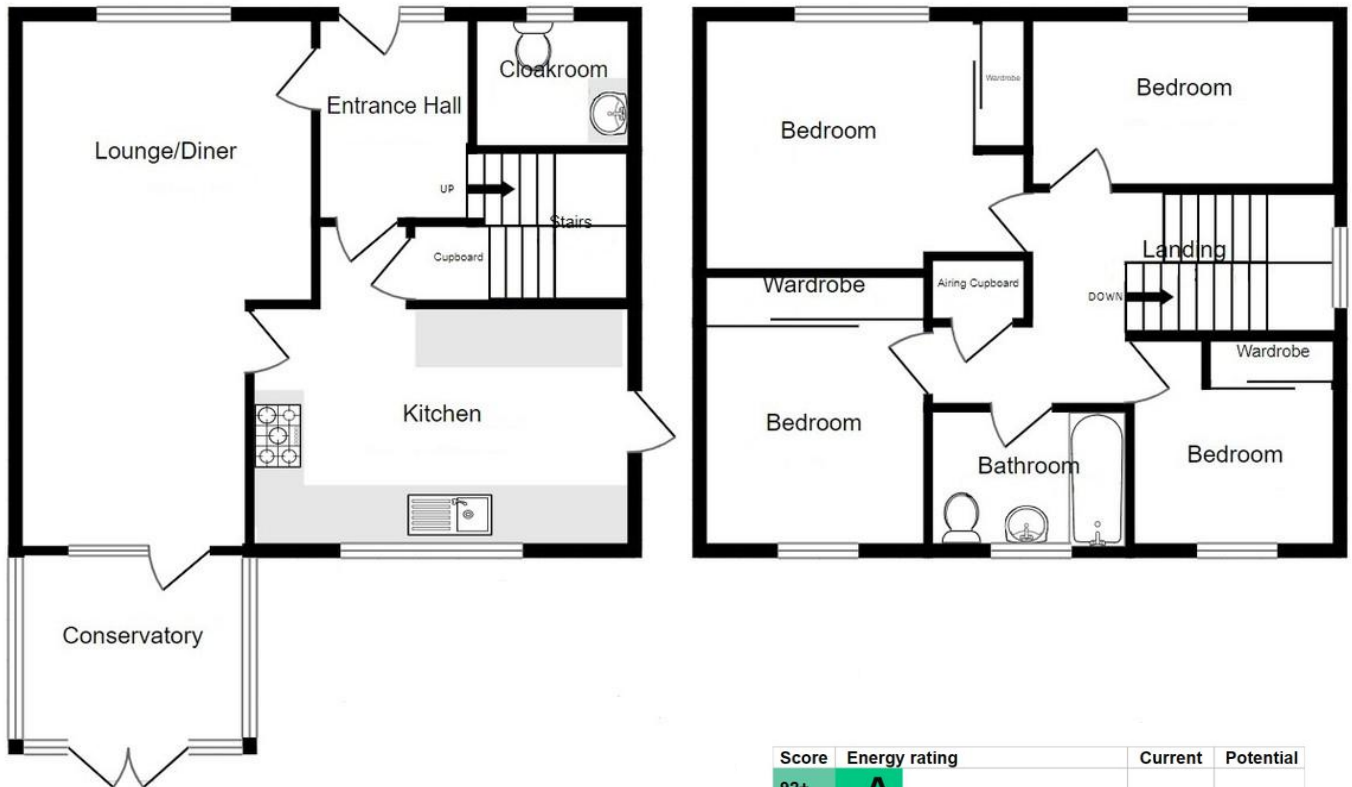 Lounge/Diner
Entrance Hall
Cloakroom
UP
Stairs
Cupboard
Kitchen
Conservatory
Bedroom
Wardrobe
Bedroom
Landing
DOWN
Wardrobe
Airing Cupboard
Bedroom
Bathroom
Wardrobe
Bedroom
Score Energy rating Current Potential
92+ A